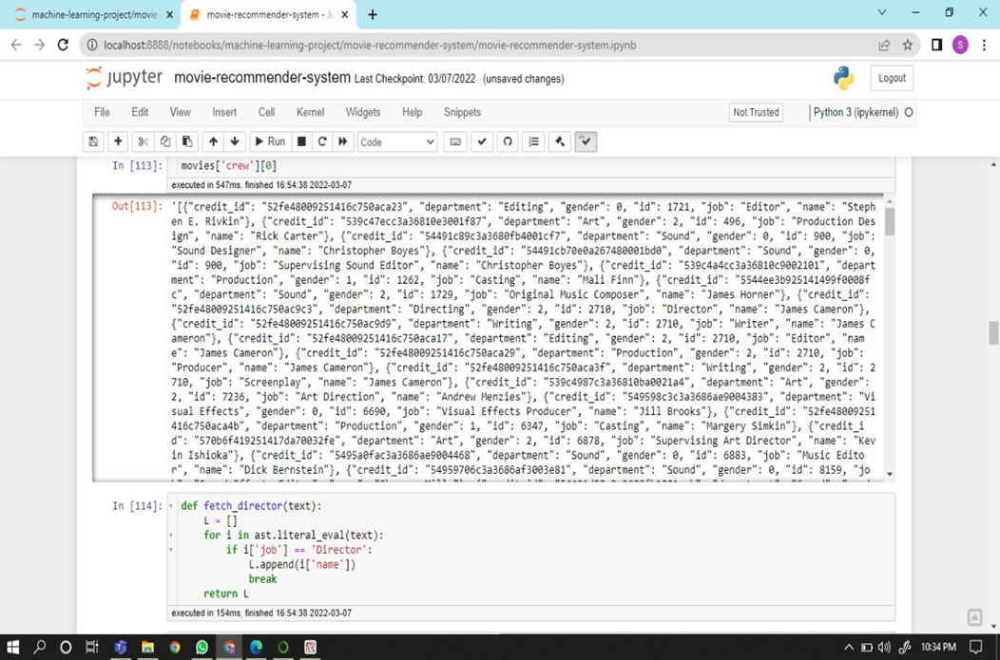 machine-learning-project/movie-
movie-recommender-system - Ju
localhost:8888/notebooks/machine-learning-project/movie-recommender-system/movie-recommender-system.ipynb
S
jupyter movie-recommender-system Last Checkpoint: 03/07/2022 (unsaved changes)
Logout
File Edit View Insert Cell Kernel Widgets Help Snippets
Not Trusted
Python 3 (ipykernel)
Run
Code
In [113]: movies['crew'][0]
executed in 547ms, finished 16:54:38 2022-03-07
Out[113]: '[{"credit_id": "52fe48009251416c750aca23", "department": "Editing", "gender": 0, "id": 1721, "job": "Editor", "name": "Steph
en E. Rivkin"}, {"credit_id": "539c47ecc3a36810e3001f87", "department": "Art", "gender": 2, "id": 496, "job": "Production Des
ign", "name": "Rick Carter"}, {"credit_id": "54491c89c3a3680fb4001cf7", "department": "Sound", "gender": 0, "id": 900, "job":
"Sound Designer", "name": "Christopher Boyes"}, {"credit_id": "54491cb70e0a267480001bd0", "department": "Sound", "gender": 0,
"id": 900, "job": "Supervising Sound Editor", "name": "Christopher Boyes"}, {"credit_id": "539c4a4cc3a36810c9002101", "depart
ment": "Production", "gender": 1, "id": 1262, "job": "Casting", "name": "Mali Finn"}, {"credit_id": "5544ee3b925141499f0008f
c", "department": "Sound", "gender": 2, "id": 1729, "job": "Original Music Composer", "name": "James Horner"}, {"credit_id":
"52fe48009251416c750ac9c3", "department": "Directing", "gender": 2, "id": 2710, "job": "Director", "name": "James Cameron"},
{"credit_id": "52fe48009251416c750ac9d9", "department": "Writing", "gender": 2, "id": 2710, "job": "Writer", "name": "James C
ameron"}, {"credit_id": "52fe48009251416c750aca17", "department": "Editing", "gender": 2, "id": 2710, "job": "Editor", "nam
e": "James Cameron"}, {"credit_id": "52fe48009251416c750aca29", "department": "Production", "gender": 2, "id": 2710, "job":
"Producer", "name": "James Cameron"}, {"credit_id": "52fe48009251416c750aca3f", "department": "Writing", "gender": 2, "id": 2
710, "job": "Screenplay", "name": "James Cameron"}, {"credit_id": "539c4987c3a36810ba0021a4", "department": "Art", "gender":
2, "id": 7236, "job": "Art Direction", "name": "Andrew Menzies"}, {"credit_id": "549598c3c3a3686ae9004383", "department": "Vi
sual Effects", "gender": 0, "id": 6690, "job": "Visual Effects Producer", "name": "Jill Brooks"}, {"credit_id": "52fe48009251
416c750aca4b", "department": "Production", "gender": 1, "id": 6347, "job": "Casting", "name": "Margery Simkin"}, {"credit_i
d": "570b6f419251417da70032fe", "department": "Art", "gender": 2, "id": 6878, "job": "Supervising Art Director", "name": "Kev
in Ishioka"}, {"credit_id": "5495a0fac3a3686ae9004468", "department": "Sound", "gender": 0, "id": 6883, "job": "Music Edito
r", "name": "Dick Bernstein"}, {"credit_id": "54959706c3a3686af3003e81", "department": "Sound", "gender": 0, "id": 8159, "jo
In [114]: def fetch_director(text):
L = []
for i in ast.literal_eval(text):
if i['job'] == 'Director':
L.append(i['name'])
break
return L
executed in 154ms, finished 16:54:38 2022-03-07
10:34 PM